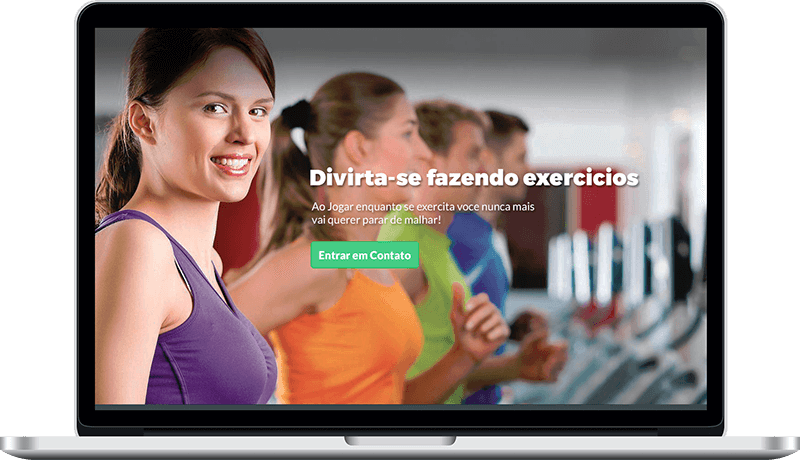 Divirta-se fazendo exercicios
Ao Jogar enquanto se exercita voce nunca mais
vai querer parar de malhar!
Entrar em Contato